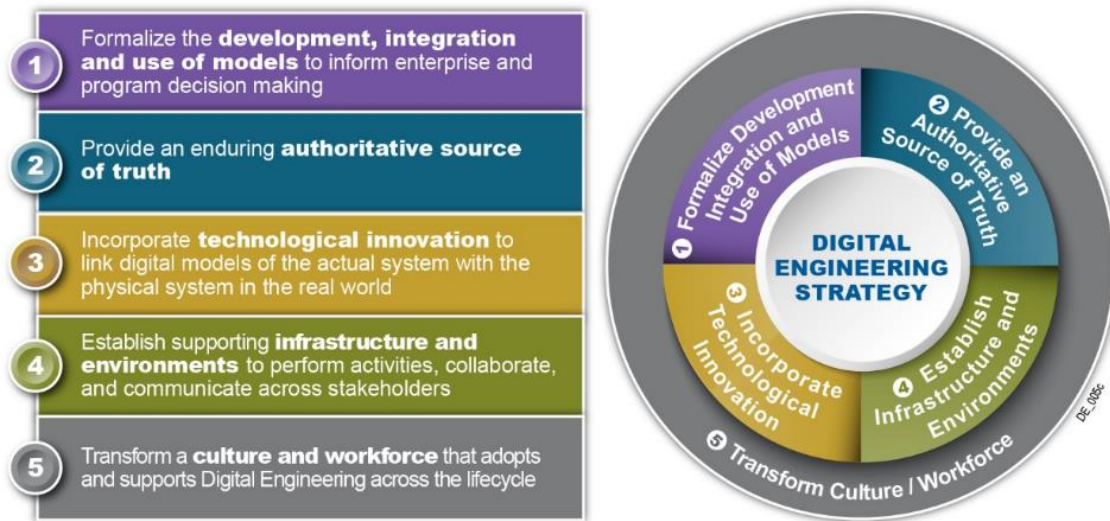 1
Formalize the development, integration
and use of models to inform enterprise and
program decision making
2
Provide an enduring authoritative source
of truth
3
Incorporate technological innovation to
link digital models of the actual system with the
physical system in the real world
4
Establish supporting infrastructure and
environments to perform activities, collaborate,
and communicate across stakeholders
5
Transform a culture and workforce that adopts
and supports Digital Engineering across the lifecycle
1 Formalize Development
Integration and
Use of Models
2 Provide an
Authoritative
Source of Truth
DIGITAL
ENGINEERING
STRATEGY
3 Incorporate
Technological
Innovation
4 Establish
Infrastructure and
Environments
5 Transform Culture / Workforce
DE_005c